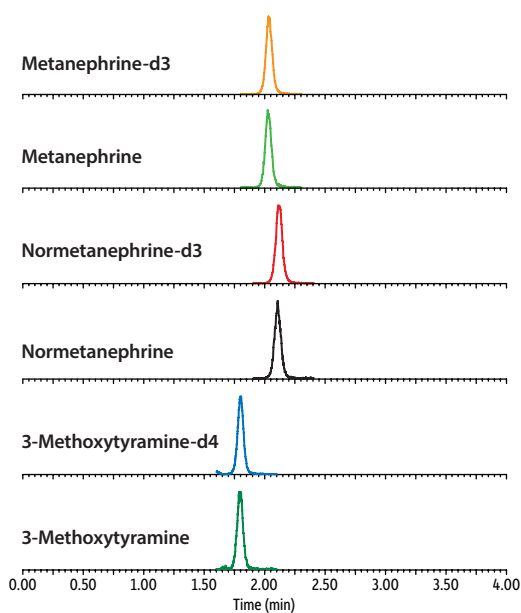 Metanephrine-d3
Metanephrine
Normetanephrine-d3
Normetanephrine
3-Methoxytyramine-d4
3-Methoxytyramine
0.00 0.50 1.00 1.50 2.00 2.50 3.00 3.50 4.00
Time (min)